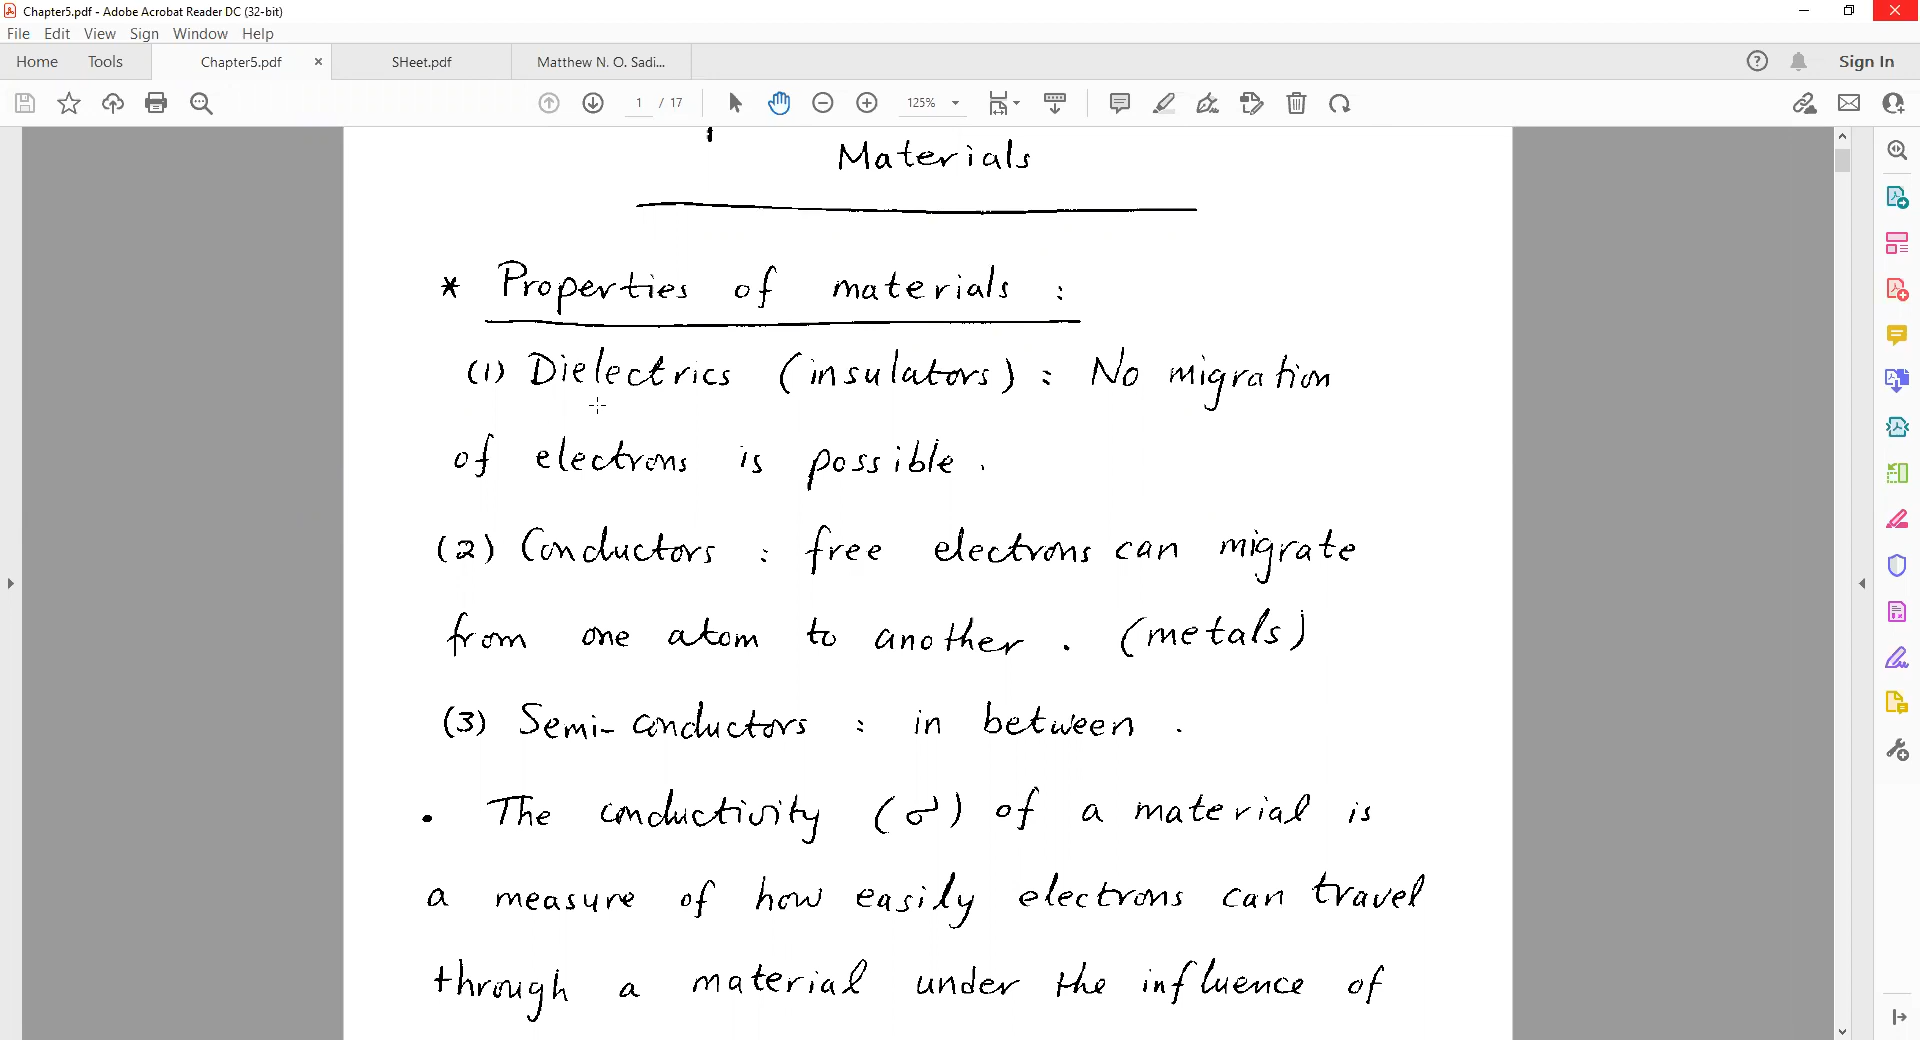 Chapter5.pdf - Adobe Acrobat Reader DC (32-bit)
File Edit View Sign Window Help
Home Tools Chapter5.pdf × SHeet.pdf Matthew N. O. Sadi... Sign In
1 / 17 125%
Materials
* Properties of materials :
(1) Dielectrics (insulators) : No migration
of electrons is possible .
(2) Conductors : free electrons can migrate
from one atom to another . (metals)
(3) Semi-conductors : in between .
. The conductivity (σ) of a material is
a measure of how easily electrons can travel
through a material under the influence of